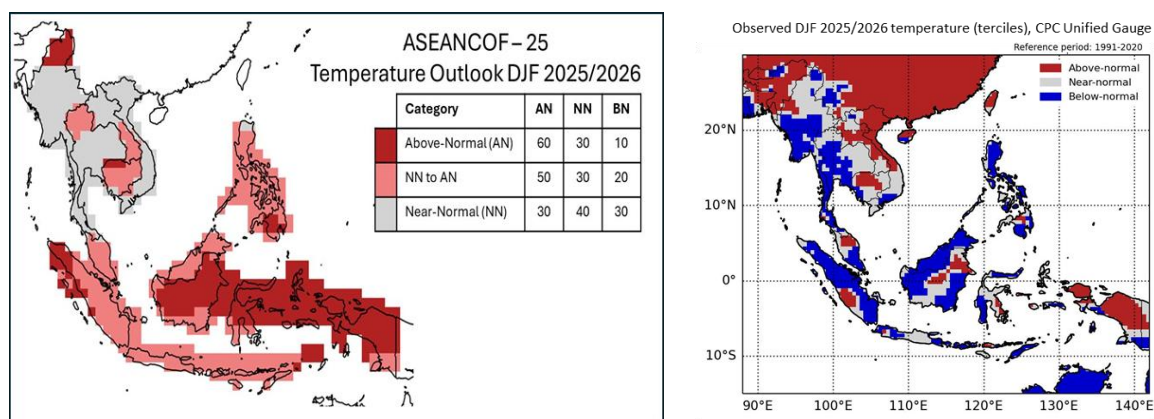 ASEANCOF – 25
Temperature Outlook DJF 2025/2026
Category AN NN BN
Above-Normal (AN) 60 30 10
NN to AN 50 30 20
Near-Normal (NN) 30 40 30
Observed DJF 2025/2026 temperature (terciles), CPC Unified Gauge
Reference period: 1991-2020
Above-normal
Near-normal
Below-normal
20°N
10°N
0°
10°S
90°E 100°E 110°E 120°E 130°E 140°E